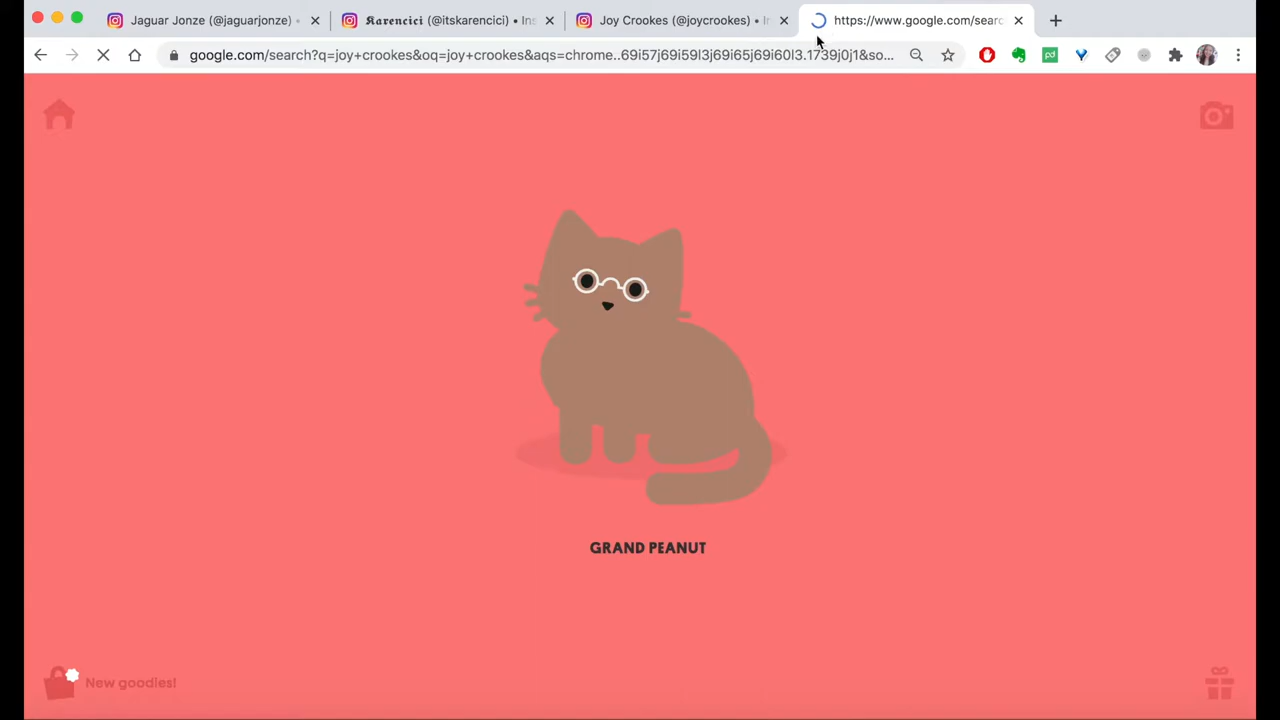 Jaguar Jonze (@jaguarjonze) •
𝕶𝖆𝖗𝖊𝖓𝖈𝖎𝖈𝖎 (@itskarencici) • Ins
Joy Crookes (@joycrookes) • In
https://www.google.com/searc
google.com/search?q=joy+crookes&oq=joy+crookes&aqs=chrome..69i57j69i59l3j69i65j69i60l3.1739j0j1&so...
pd
GRAND PEANUT
New goodies!